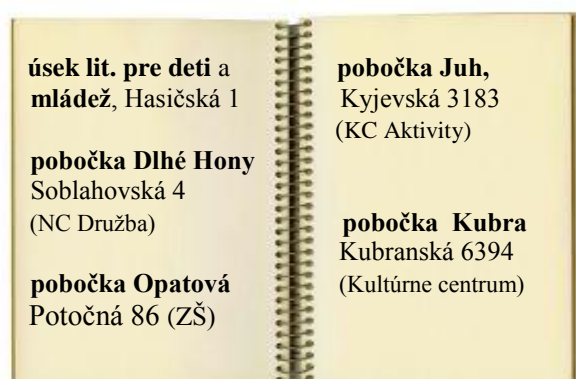 úsek lit. pre deti a
mládež, Hasičská 1
pobočka Dlhé Hony
Soblahovská 4
(NC Družba)
pobočka Opatová
Potočná 86 (ZŠ)
pobočka Juh,
Kyjevská 3183
(KC Aktivity)
pobočka Kubra
Kubranská 6394
(Kultúrne centrum)